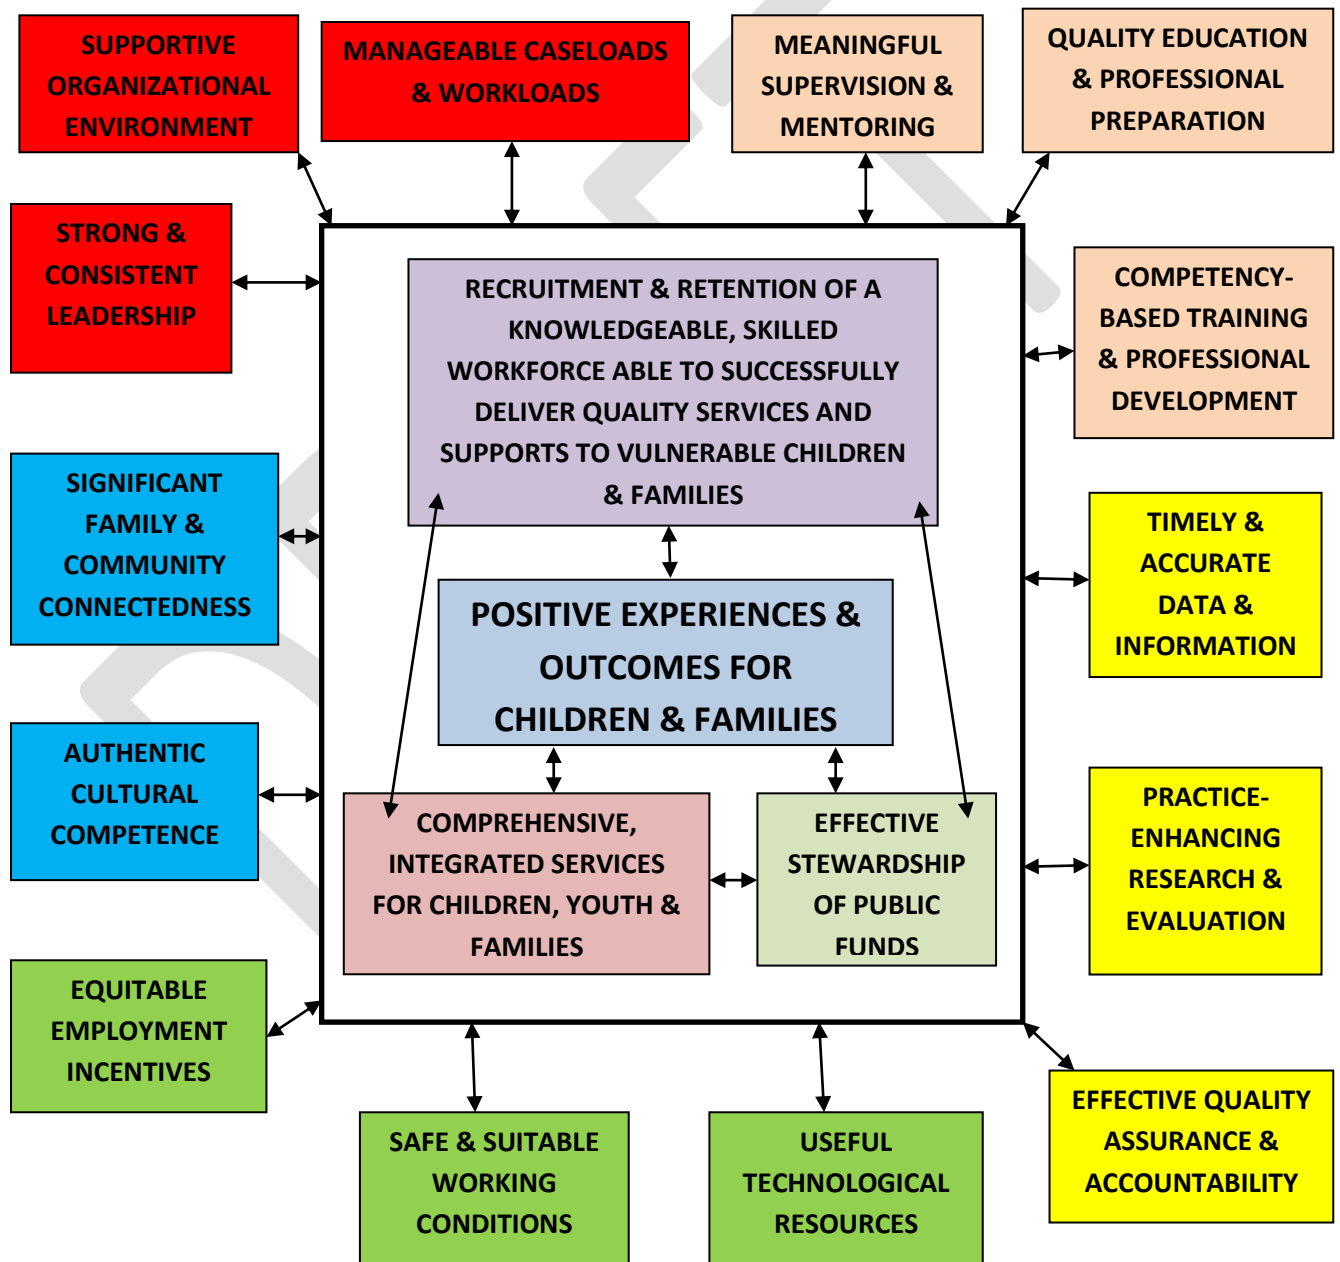 SUPPORTIVE
ORGANIZATIONAL
ENVIRONMENT
MANAGEABLE CASELOADS
& WORKLOADS
MEANINGFUL
SUPERVISION &
MENTORING
QUALITY EDUCATION
& PROFESSIONAL
PREPARATION
STRONG &
CONSISTENT
LEADERSHIP
RECRUITMENT & RETENTION OF A
KNOWLEDGEABLE, SKILLED
WORKFORCE ABLE TO SUCCESSFULLY
DELIVER QUALITY SERVICES AND
SUPPORTS TO VULNERABLE CHILDREN
& FAMILIES
COMPETENCY-
BASED TRAINING
& PROFESSIONAL
DEVELOPMENT
SIGNIFICANT
FAMILY &
COMMUNITY
CONNECTEDNESS
POSITIVE EXPERIENCES &
OUTCOMES FOR
CHILDREN & FAMILIES
TIMELY &
ACCURATE
DATA &
INFORMATION
AUTHENTIC
CULTURAL
COMPETENCE
COMPREHENSIVE,
INTEGRATED SERVICES
FOR CHILDREN, YOUTH &
FAMILIES
EFFECTIVE
STEWARDSHIP
OF PUBLIC
FUNDS
PRACTICE-
ENHANCING
RESEARCH &
EVALUATION
EQUITABLE
EMPLOYMENT
INCENTIVES
SAFE & SUITABLE
WORKING
CONDITIONS
USEFUL
TECHNOLOGICAL
RESOURCES
EFFECTIVE QUALITY
ASSURANCE &
ACCOUNTABILITY